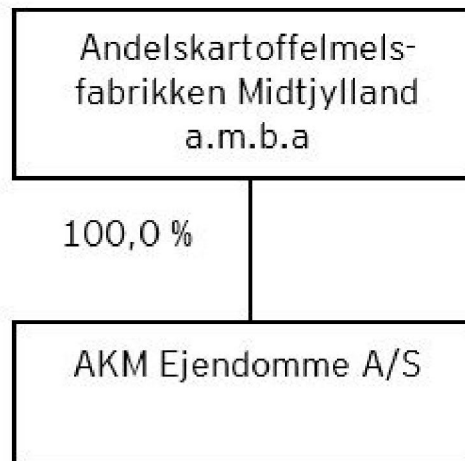 Andelskartoffelmels-
fabrikken Midtjylland
a.m.b.a
100,0 %
AKM Ejendomme A/S